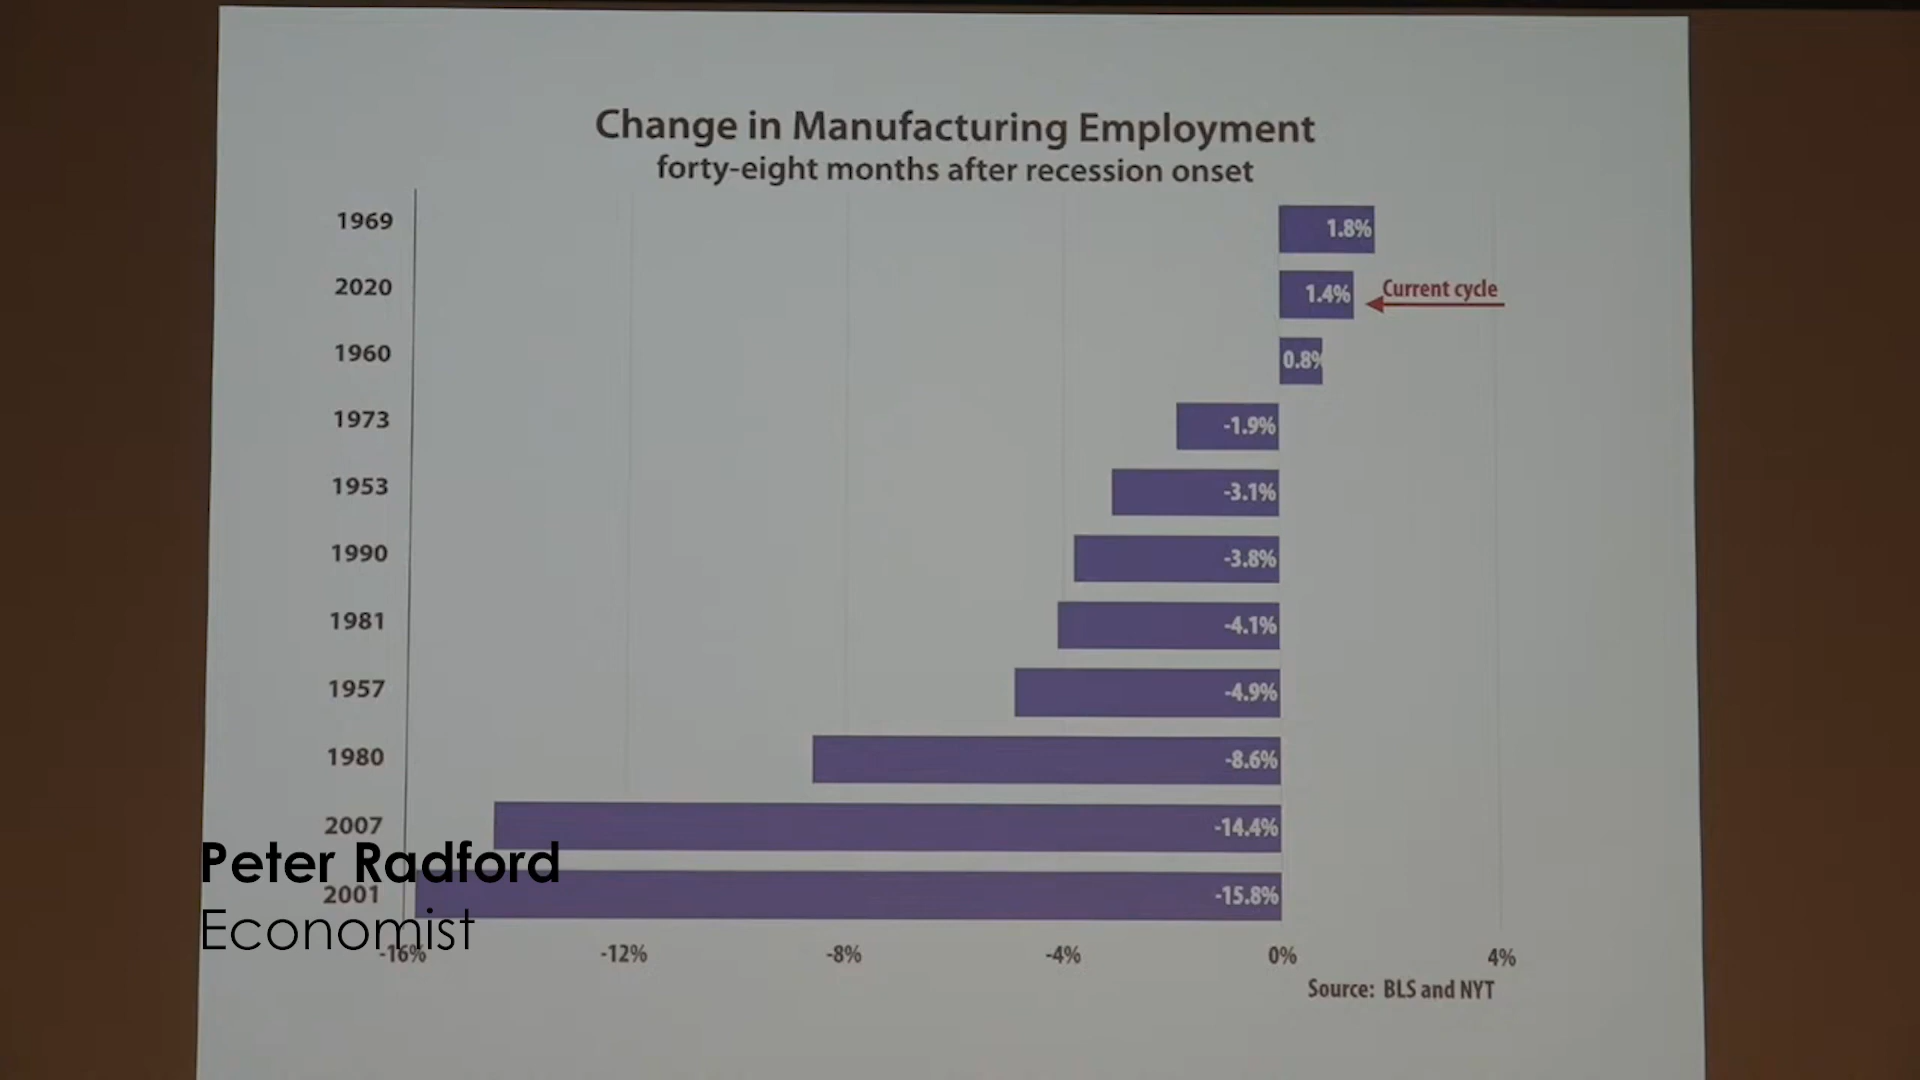 Change in Manufacturing Employment
forty-eight months after recession onset
1969 1.8%
2020 1.4% Current cycle
1960 0.8%
1973 -1.9%
1953 -3.1%
1990 -3.8%
1981 -4.1%
1957 -4.9%
1980 -8.6%
2007 -14.4%
Peter Radford
2001 -15.8%
Economist
-16% -12% -8% -4% 0% 4%
Source: BLS and NYT